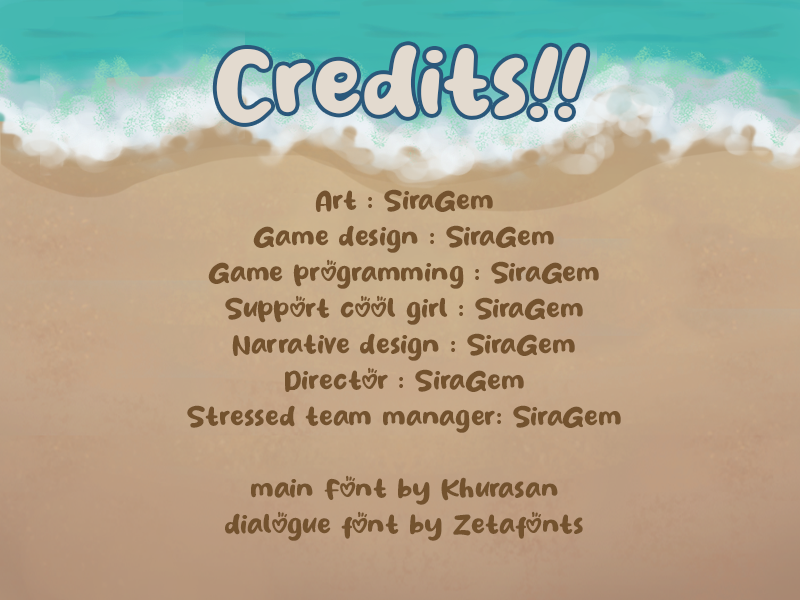 Credits!!
Art : SiraGem
Game design : SiraGem
Game programming : SiraGem
Support cool girl : SiraGem
Narrative design : SiraGem
Director : SiraGem
Stressed team manager: SiraGem
main font by Khurasan
dialogue font by Zetafonts